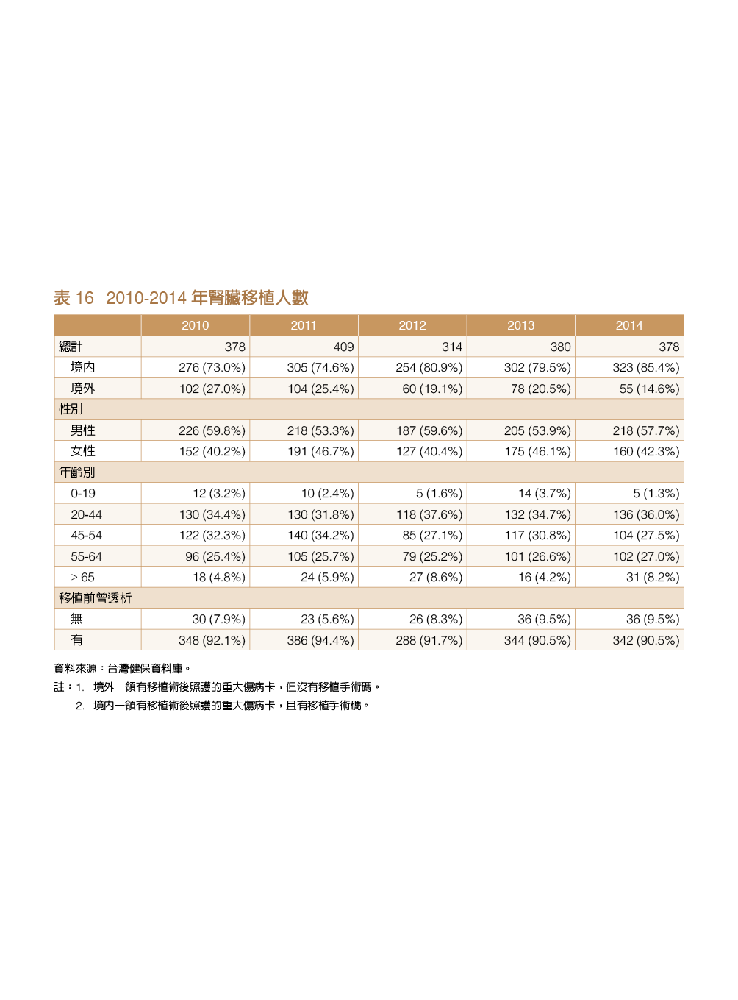 表 16 2010-2014 年腎臟移植人數
2010 2011 2012 2013 2014
總計 378 409 314 380 378
境內 276 (73.0%) 305 (74.6%) 254 (80.9%) 302 (79.5%) 323 (85.4%)
境外 102 (27.0%) 104 (25.4%) 60 (19.1%) 78 (20.5%) 55 (14.6%)
性別
男性 226 (59.8%) 218 (53.3%) 187 (59.6%) 205 (53.9%) 218 (57.7%)
女性 152 (40.2%) 191 (46.7%) 127 (40.4%) 175 (46.1%) 160 (42.3%)
年齡別
0-19 12 (3.2%) 10 (2.4%) 5 (1.6%) 14 (3.7%) 5 (1.3%)
20-44 130 (34.4%) 130 (31.8%) 118 (37.6%) 132 (34.7%) 136 (36.0%)
45-54 122 (32.3%) 140 (34.2%) 85 (27.1%) 117 (30.8%) 104 (27.5%)
55-64 96 (25.4%) 105 (25.7%) 79 (25.2%) 101 (26.6%) 102 (27.0%)
≥ 65 18 (4.8%) 24 (5.9%) 27 (8.6%) 16 (4.2%) 31 (8.2%)
移植前曾透析
無 30 (7.9%) 23 (5.6%) 26 (8.3%) 36 (9.5%) 36 (9.5%)
有 348 (92.1%) 386 (94.4%) 288 (91.7%) 344 (90.5%) 342 (90.5%)
資料來源：台灣健保資料庫。
註：1. 境外—領有移植術後照護的重大傷病卡，但沒有移植手術碼。
2. 境內—領有移植術後照護的重大傷病卡，且有移植手術碼。